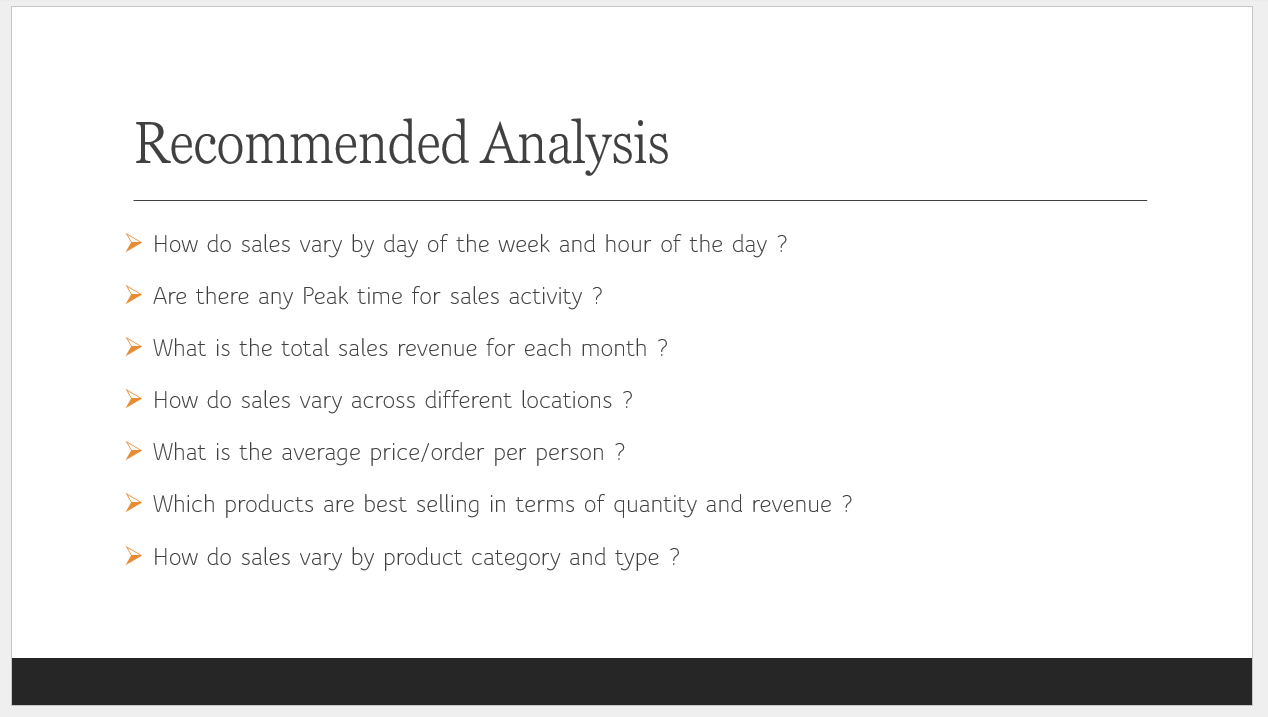 Recommended Analysis
How do sales vary by day of the week and hour of the day ?
Are there any Peak time for sales activity ?
What is the total sales revenue for each month ?
How do sales vary across different locations ?
What is the average price/order per person ?
Which products are best selling in terms of quantity and revenue ?
How do sales vary by product category and type ?